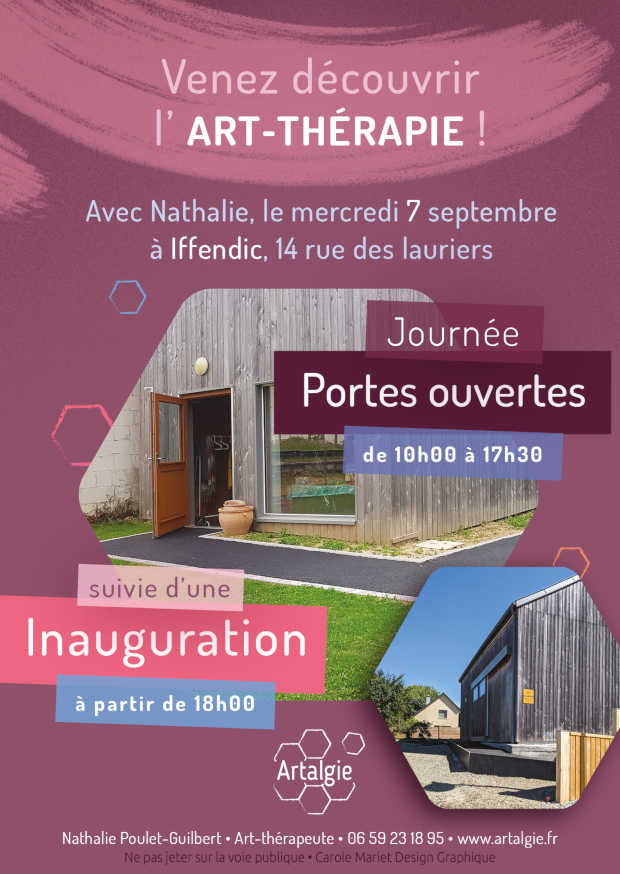 Venez découvrir
l' ART-THÉRAPIE !
Avec Nathalie, le mercredi 7 septembre
à Iffendic, 14 rue des lauriers
Journée
Portes ouvertes
de 10h00 à 17h30
suivie d'une
Inauguration
à partir de 18h00
Artalgie
Nathalie Poulet-Guilbert • Art-thérapeute • 06 59 23 18 95 • www.artalgie.fr
Ne pas jeter sur la voie publique • Carole Mariet Design Graphique